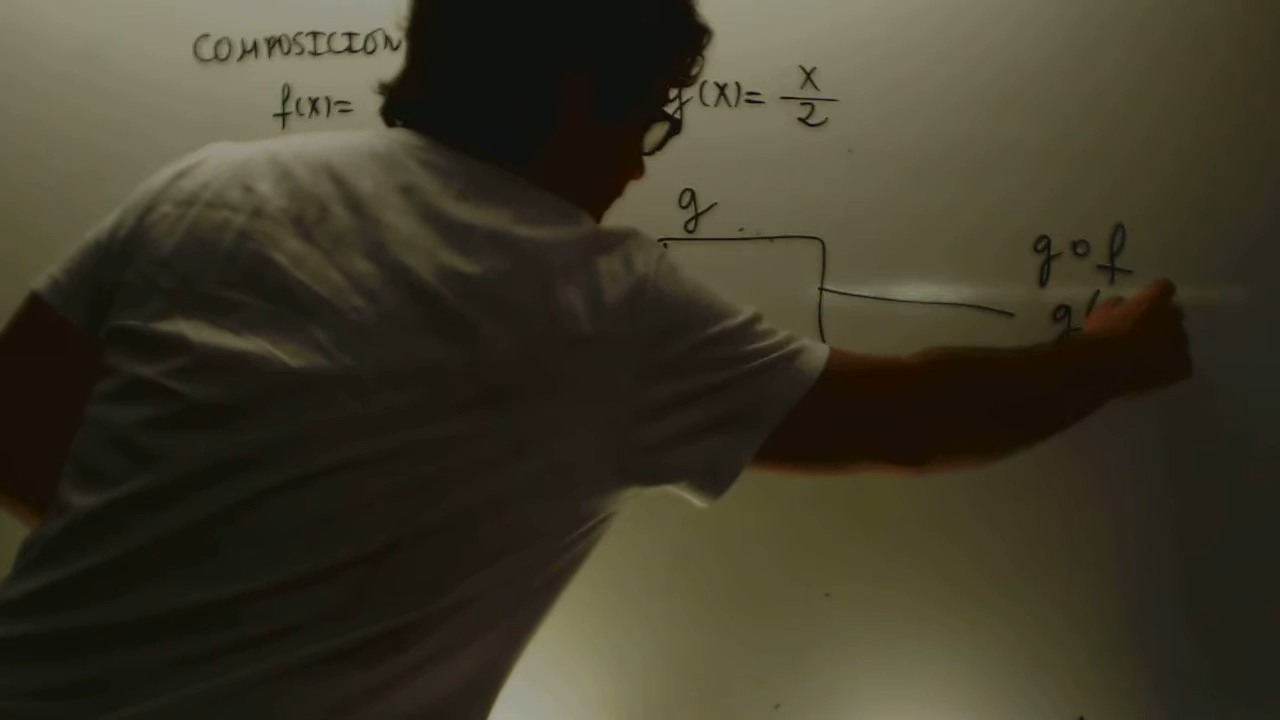 COMPOSICION
f(x)= g(x)= x/2
g
g∘f
g(